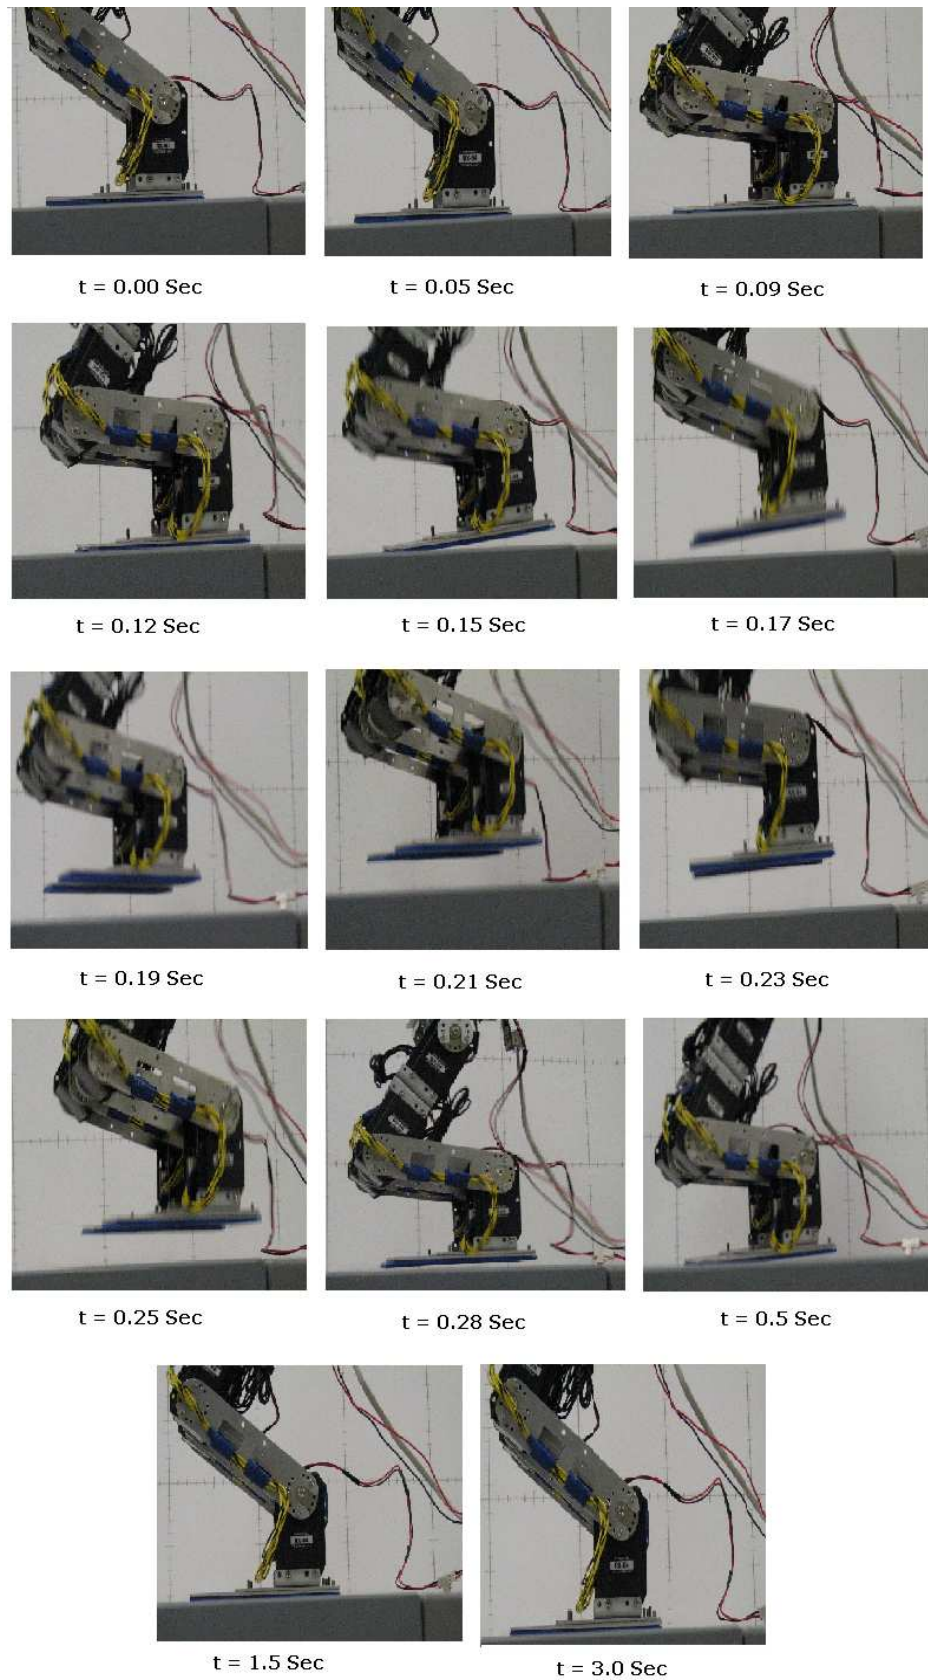 t = 0.00 Sec
t = 0.05 Sec
t = 0.09 Sec
t = 0.12 Sec
t = 0.15 Sec
t = 0.17 Sec
t = 0.19 Sec
t = 0.21 Sec
t = 0.23 Sec
t = 0.25 Sec
t = 0.28 Sec
t = 0.5 Sec
t = 1.5 Sec
t = 3.0 Sec